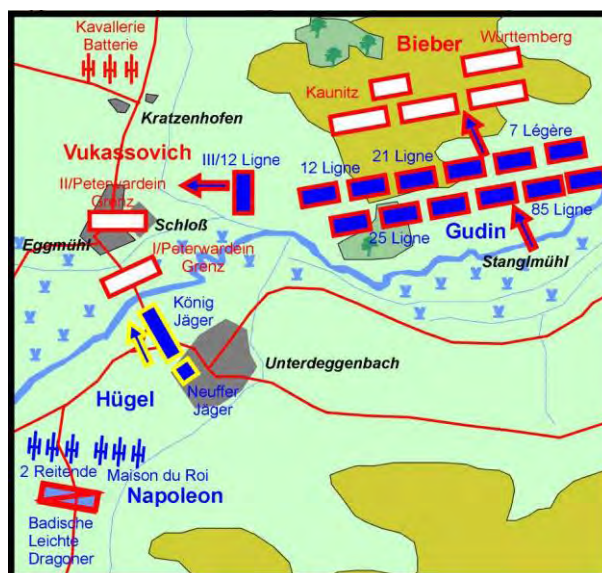 Kavallerie
Batterie
Bieber
Württemberg
Kaunitz
Kratzenhofen
Vukassovich
III/12 Ligne
12 Ligne
21 Ligne
7 Légère
II/Peterwardein
Grenz
Schloß
Eggmühl
25 Ligne
Gudin
85 Ligne
Stanglmühl
I/Peterwardein
Grenz
König
Jäger
Unterdeggenbach
Neuffer
Jäger
Hügel
2 Reitende
Maison du Roi
Napoleon
Badische
Leichte
Dragoner